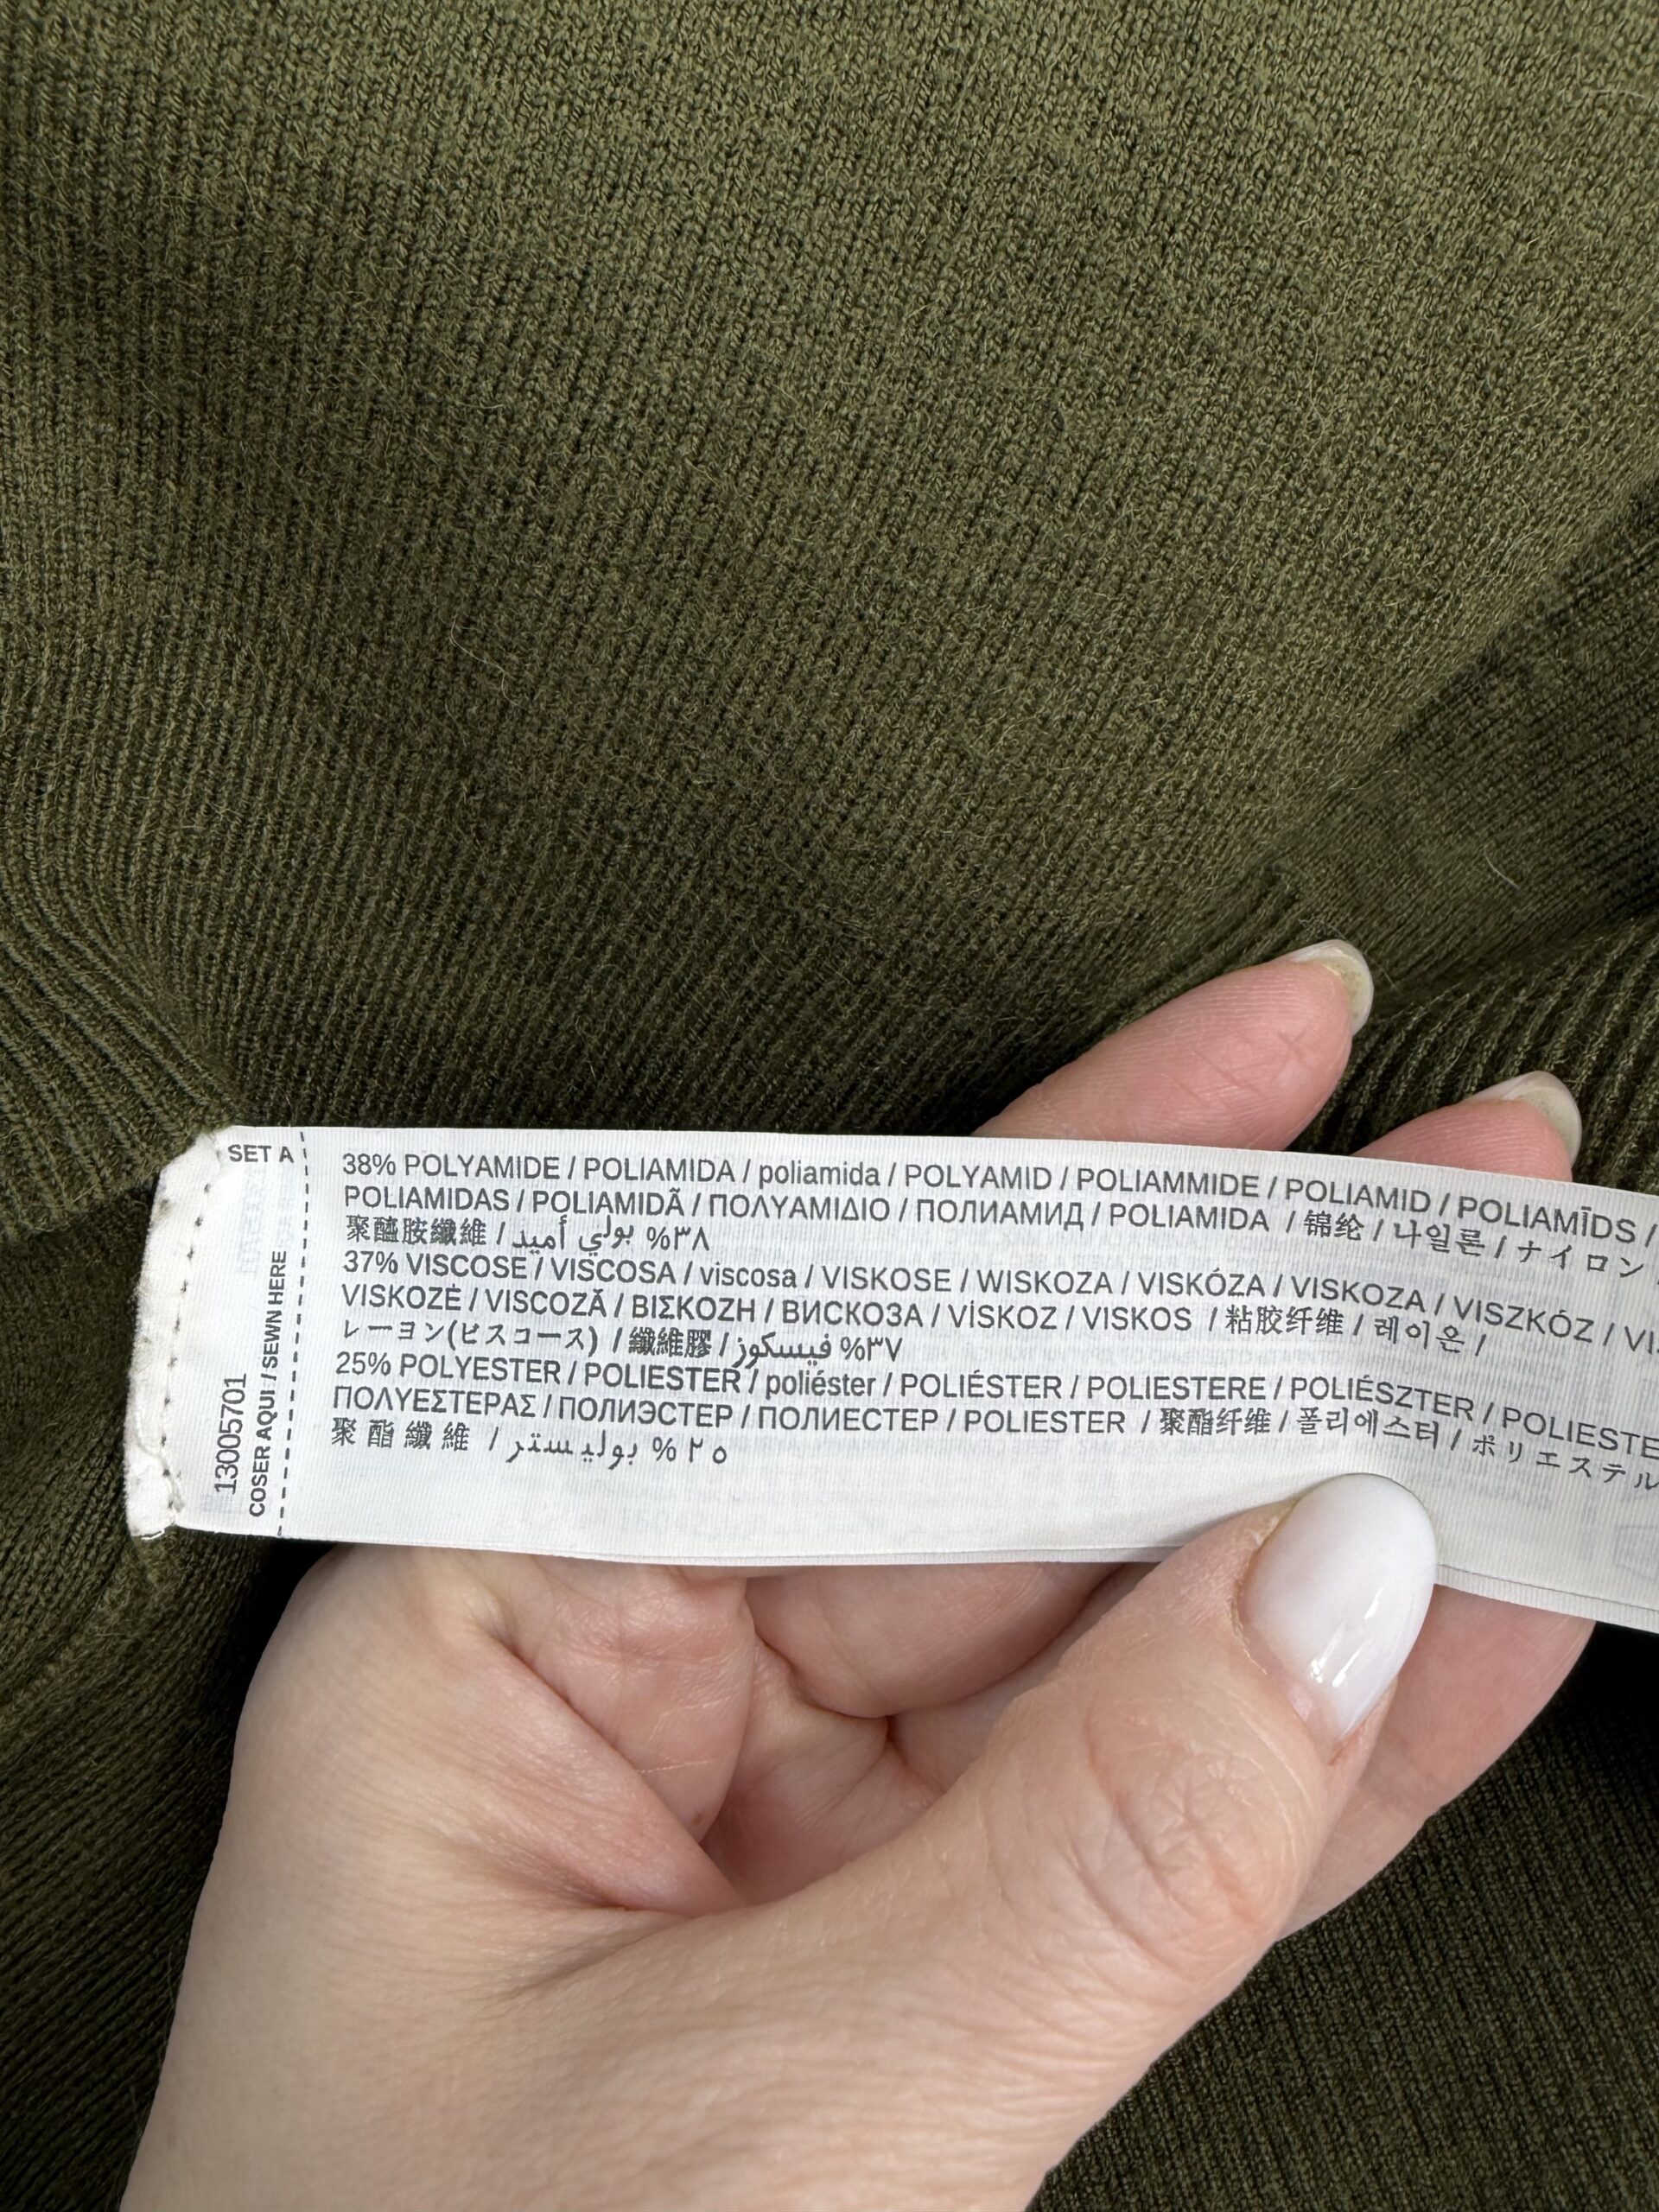 SET A
13005701
COSER AQUI / SEWN HERE
38% POLYAMIDE / POLIAMIDA / poliamida / POLYAMID / POLIAMMIDE / POLIAMID / POLIAMĪDS /
POLIAMIDAS / POLIAMIDÃ / ΠΟΛΥΑΜΙΔΙΟ / ПОЛИАМИД / POLIAMIDA / 锦纶 / 나일론 / ナイロン
聚醯胺纖維 / بولي أميد %٣٨
37% VISCOSE / VISCOSA / viscosa / VISKOSE / WISKOZA / VISKÓZA / VISKOZA / VISZKÓZ /
VISKOZĖ / VISCOZĂ / ΒΙΣΚΟΖΗ / ВИСКОЗА / VİSKOZ / VISKOS / 粘胶纤维 / 레이온 /
レーヨン(ビスコース) / 纖維膠 / فيسكوز %٣٧
25% POLYESTER / POLIESTER / poliéster / POLIÉSTER / POLIESTERE / POLIÉSZTER /
ΠΟΛΥΕΣΤΕΡΑΣ / ПОЛИЭСТЕР / ПОЛИЕСТЕР / POLIESTER / 聚酯纤维 / 폴리에스터 / ポリエステル
聚酯纖維 / بوليستر %٢٥